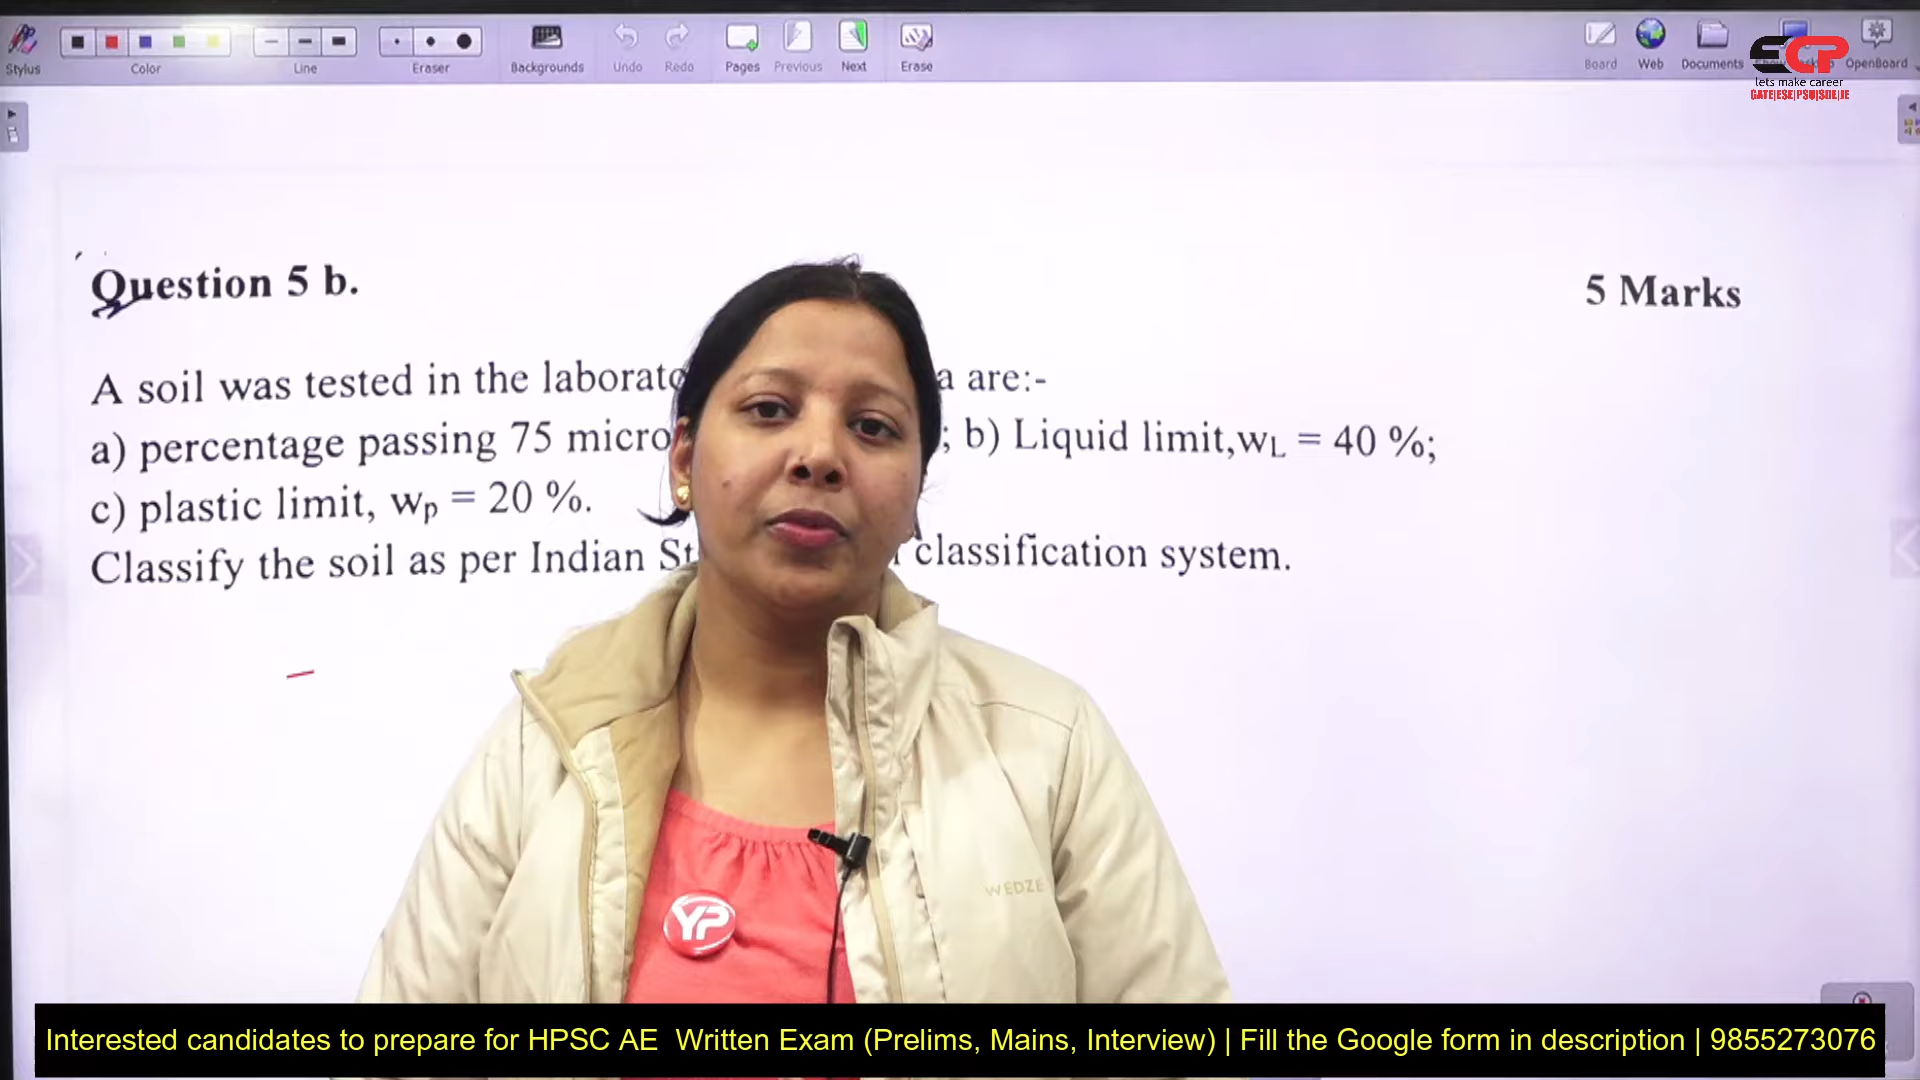 Stylus
Color
Line
Eraser
Backgrounds
Undo
Redo
Pages
Previous
Next
Erase
Board
Web
Documents
OpenBoard
ECP
lets make career
GATE|ESE|PSU|SDE|JE
Question 5 b.
5 Marks
A soil was tested in the laborato a are:-
a) percentage passing 75 micro ; b) Liquid limit,wL = 40 %;
c) plastic limit, wp = 20 %.
Classify the soil as per Indian St classification system.
WEDZE
YP
Interested candidates to prepare for HPSC AE Written Exam (Prelims, Mains, Interview) | Fill the Google form in description | 9855273076